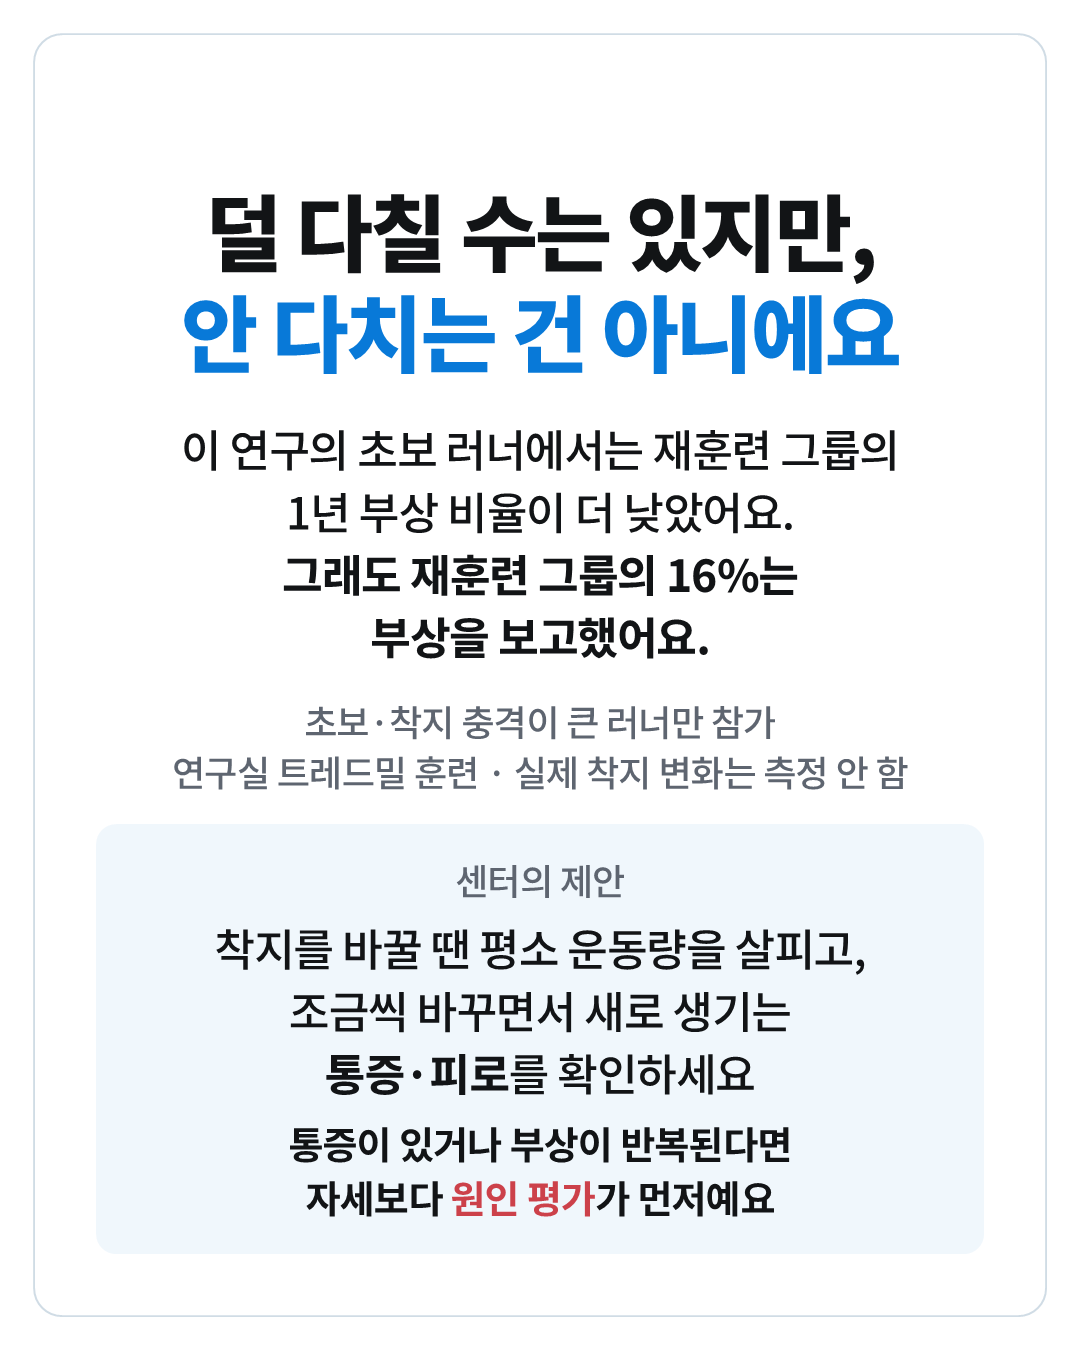 덜 다칠 수는 있지만,
안 다치는 건 아니에요
이 연구의 초보 러너에서는 재훈련 그룹의
1년 부상 비율이 더 낮았어요.
그래도 재훈련 그룹의 16%는
부상을 보고했어요.
초보·착지 충격이 큰 러너만 참가
연구실 트레드밀 훈련 · 실제 착지 변화는 측정 안 함
센터의 제안
착지를 바꿀 땐 평소 운동량을 살피고,
조금씩 바꾸면서 새로 생기는
통증·피로를 확인하세요
통증이 있거나 부상이 반복된다면
자세보다 원인 평가가 먼저예요